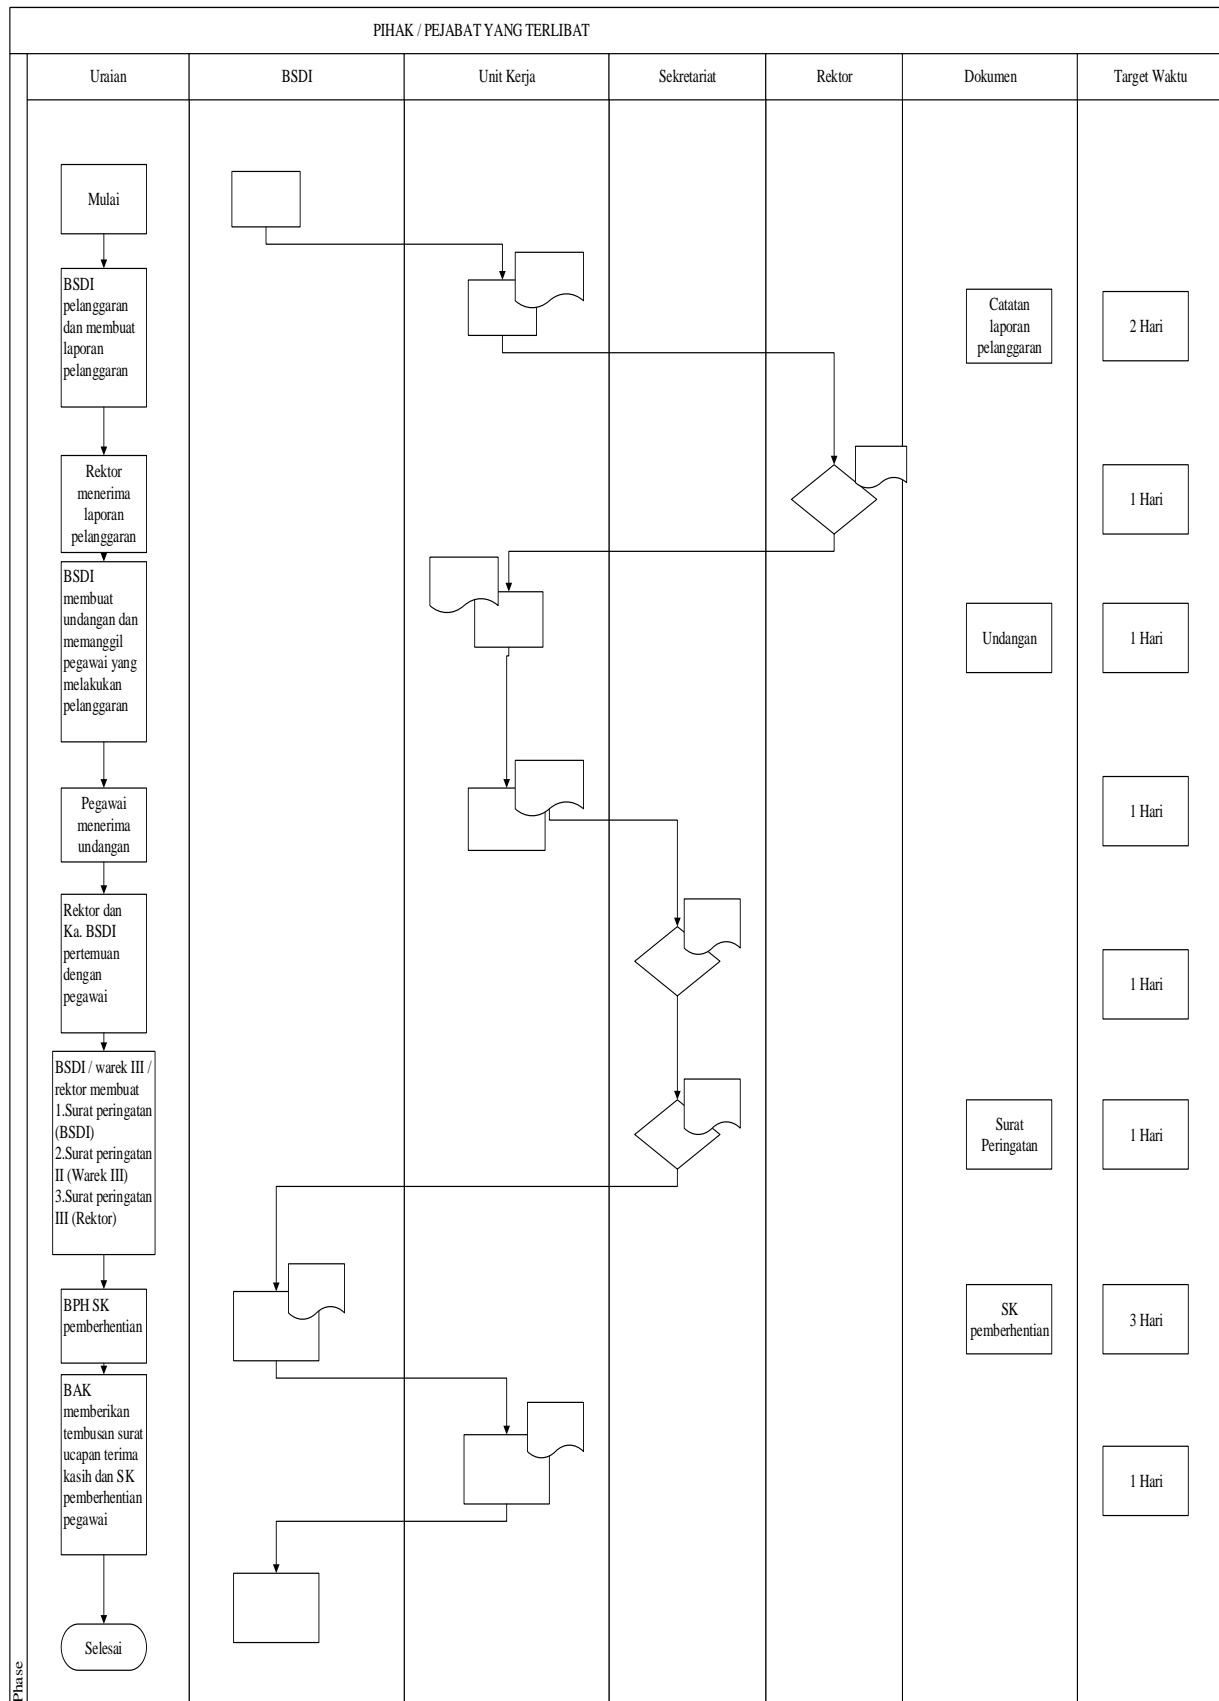 PIHAK / PEJABAT YANG TERLIBAT
Uraian
BSDI
Unit Kerja
Sekretariat
Rektor
Dokumen
Target Waktu
Mulai
BSDI
pelanggaran
dan membuat
laporan
pelanggaran
Catatan
laporan
pelanggaran
2 Hari
Rektor
menerima
laporan
pelanggaran
1 Hari
BSDI
membuat
undangan dan
memanggil
pegawai yang
melakukan
pelanggaran
Undangan
1 Hari
Pegawai
menerima
undangan
1 Hari
Rektor dan
Ka. BSDI
pertemuan
dengan
pegawai
1 Hari
BSDI / warek III /
rektor membuat
1.Surat peringatan
(BSDI)
2.Surat peringatan
II (Warek III)
3.Surat peringatan
III (Rektor)
Surat
Peringatan
1 Hari
BPH SK
pemberhentian
SK
pemberhentian
3 Hari
BAK
memberikan
tembusan surat
ucapan terima
kasih dan SK
pemberhentian
pegawai
1 Hari
Selesai
Phase